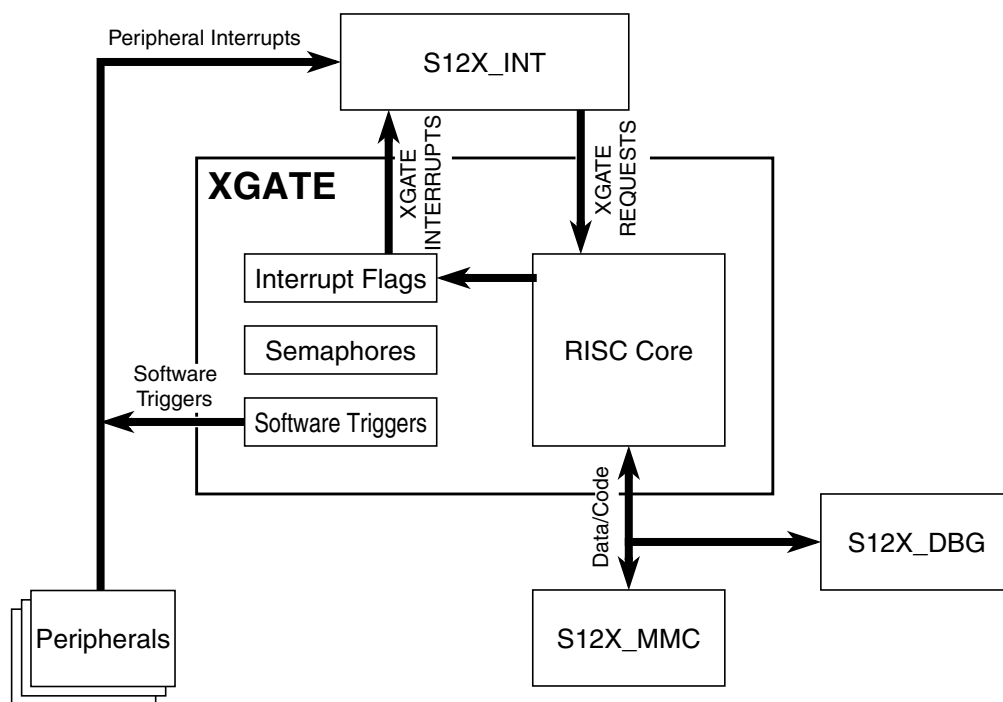 Peripheral Interrupts
S12X_INT
XGATE
INTERRUPTS
XGATE
REQUESTS
XGATE
Interrupt Flags
Semaphores
RISC Core
Software
Triggers
Software Triggers
Data/Code
S12X_DBG
Peripherals
S12X_MMC